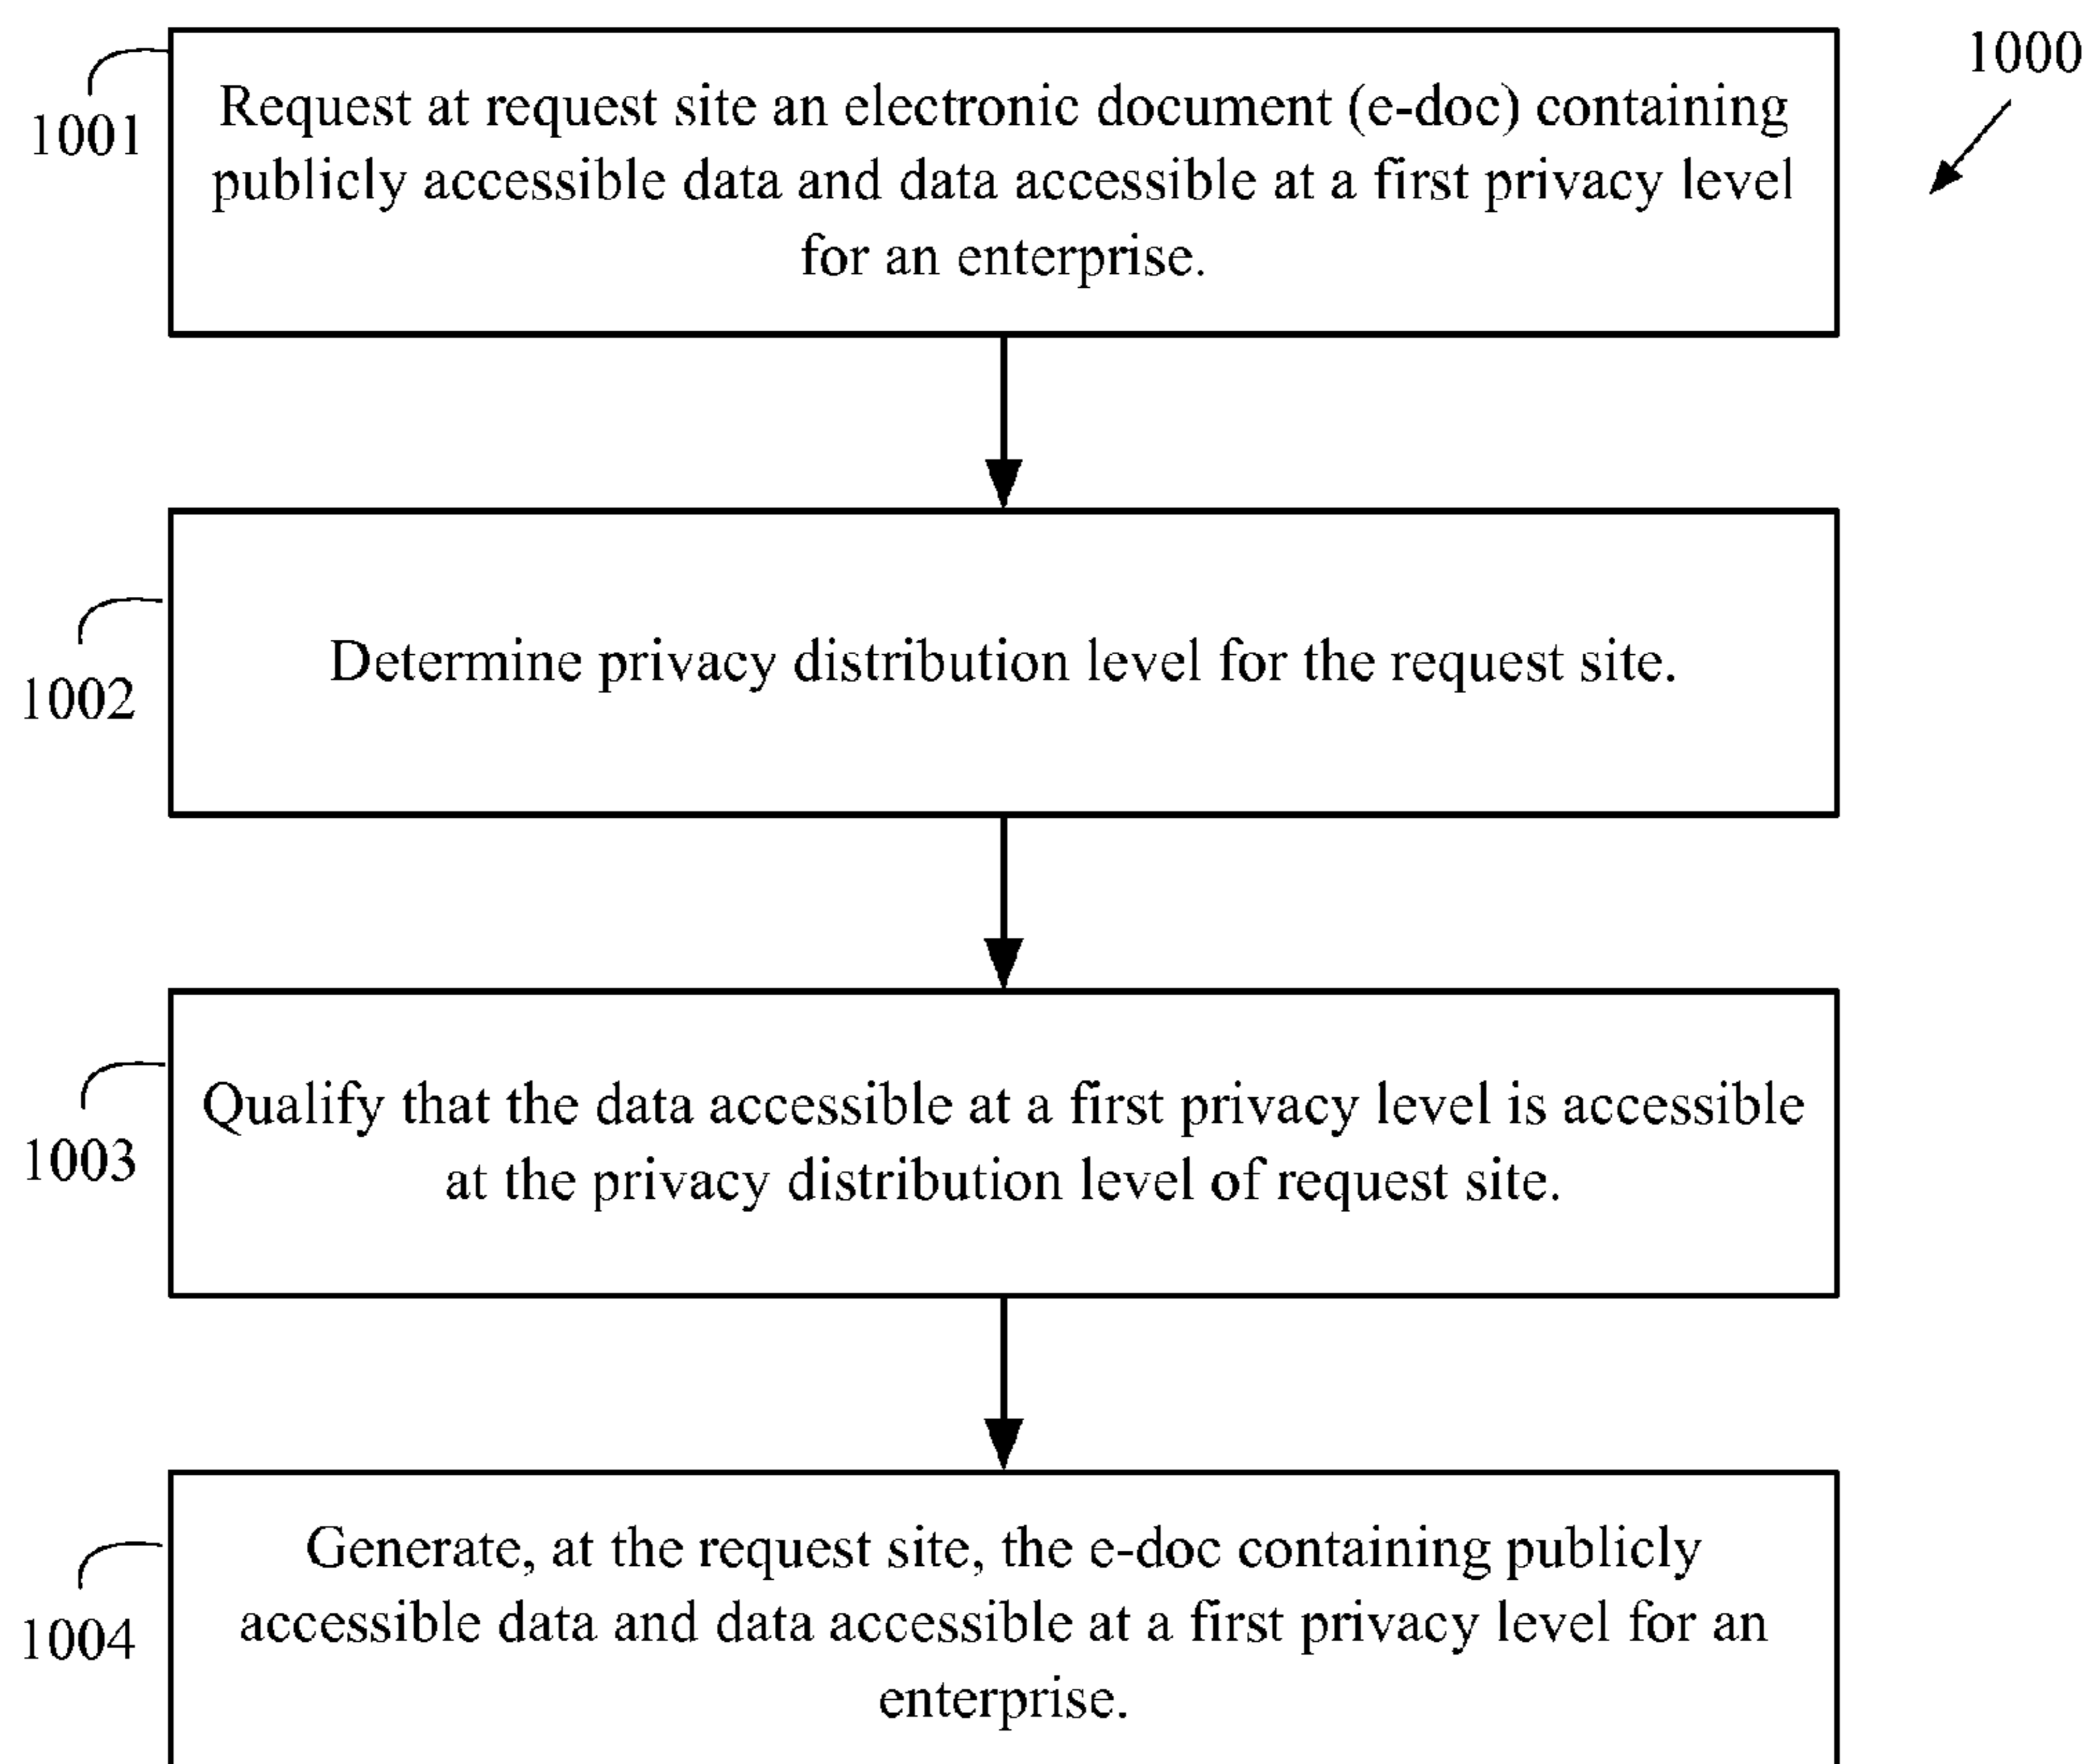 1000
1001
Request at request site an electronic document (e-doc) containing
publicly accessible data and data accessible at a first privacy level
for an enterprise.
1002
Determine privacy distribution level for the request site.
1003
Qualify that the data accessible at a first privacy level is accessible
at the privacy distribution level of request site.
1004
Generate, at the request site, the e-doc containing publicly
accessible data and data accessible at a first privacy level for an
enterprise.